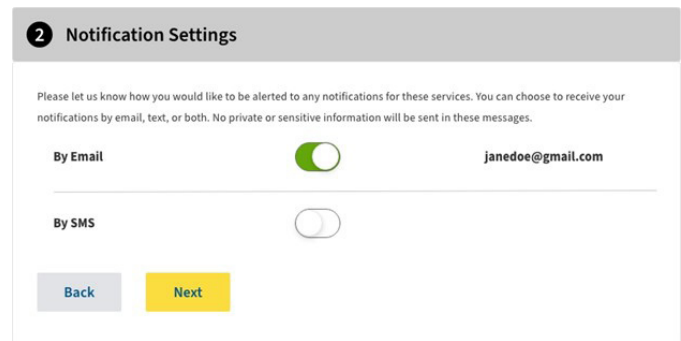 2 Notification Settings
Please let us know how you would like to be alerted to any notifications for these services. You can choose to receive your
notifications by email, text, or both. No private or sensitive information will be sent in these messages.
By Email janedoe@gmail.com
By SMS
Back Next